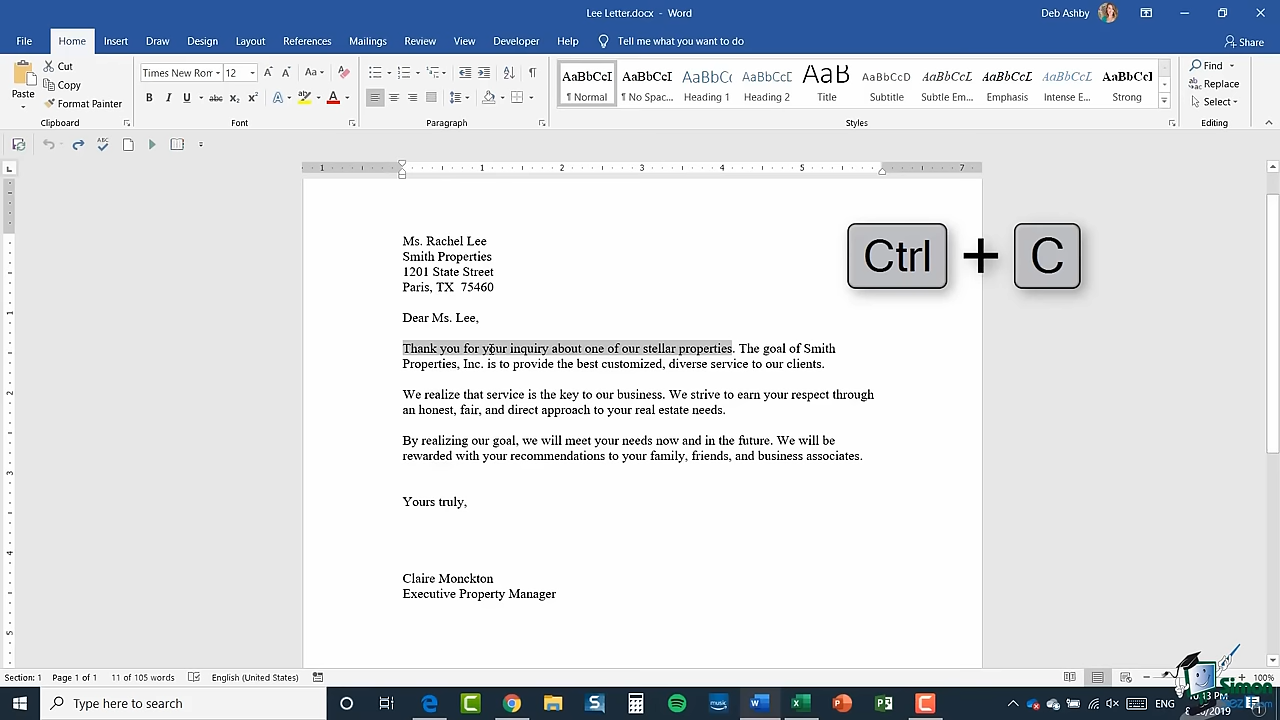 Lee Letter.docx - Word
Deb Ashby
File Home Insert Draw Design Layout References Mailings Review View Developer Help Tell me what you want to do
Share
Paste
Cut
Copy
Format Painter
Clipboard
Times New Rom 12
Font
Paragraph
AaBbCcI AaBbCcI AaBbCc AaBbCcE AaB AaBbCcD AaBbCcL AaBbCcL AaBbCcL AaBbCcl
¶ Normal ¶ No Spac... Heading 1 Heading 2 Title Subtitle Subtle Em... Emphasis Intense E... Strong
Styles
Find
Replace
Select
Editing
1 1 2 3 4 5 7
Ms. Rachel Lee
Smith Properties
1201 State Street
Paris, TX 75460
Dear Ms. Lee,
Thank you for your inquiry about one of our stellar properties. The goal of Smith
Properties, Inc. is to provide the best customized, diverse service to our clients.
We realize that service is the key to our business. We strive to earn your respect through
an honest, fair, and direct approach to your real estate needs.
By realizing our goal, we will meet your needs now and in the future. We will be
rewarded with your recommendations to your family, friends, and business associates.
Yours truly,
Claire Monckton
Executive Property Manager
Ctrl + C
Section: 1 Page 1 of 1 11 of 105 words English (United States)
100%
Type here to search
ENG